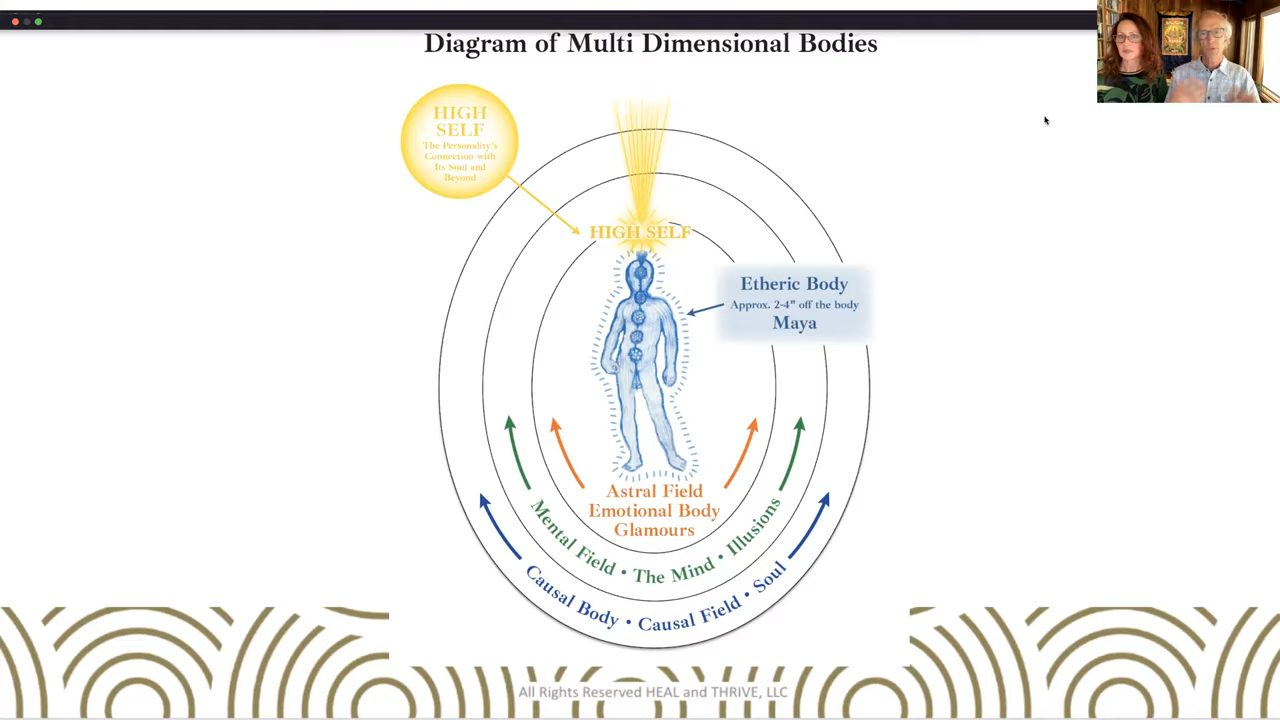 Diagram of Multi Dimensional Bodies
HIGH
SELF
The Personality's
Connection with
Its Soul and
Beyond
HIGH SELF
Etheric Body
Approx. 2-4" off the body
Maya
Astral Field
Emotional Body
Glamours
Mental Field • The Mind • Illusions
Causal Body • Causal Field • Soul
All Rights Reserved HEAL and THRIVE, LLC